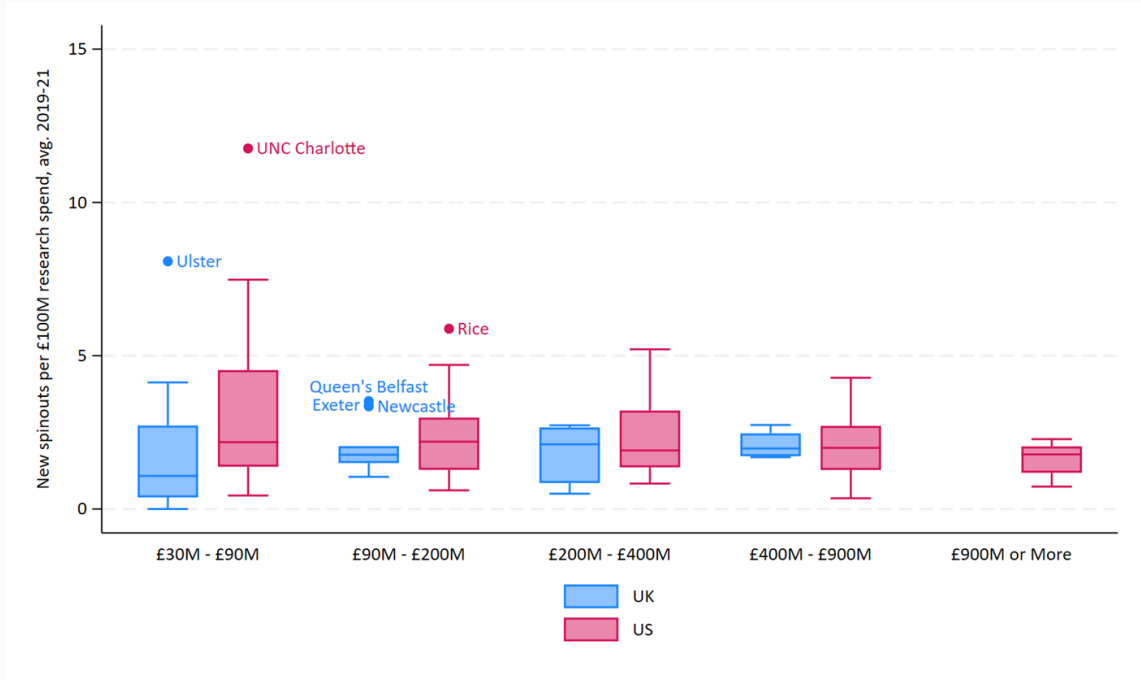 New spinouts per £100M research spend, avg. 2019-21
15
10
5
0
UNC Charlotte
Ulster
Rice
Queen's Belfast
Exeter
Newcastle
£30M - £90M
£90M - £200M
£200M - £400M
£400M - £900M
£900M or More
UK
US